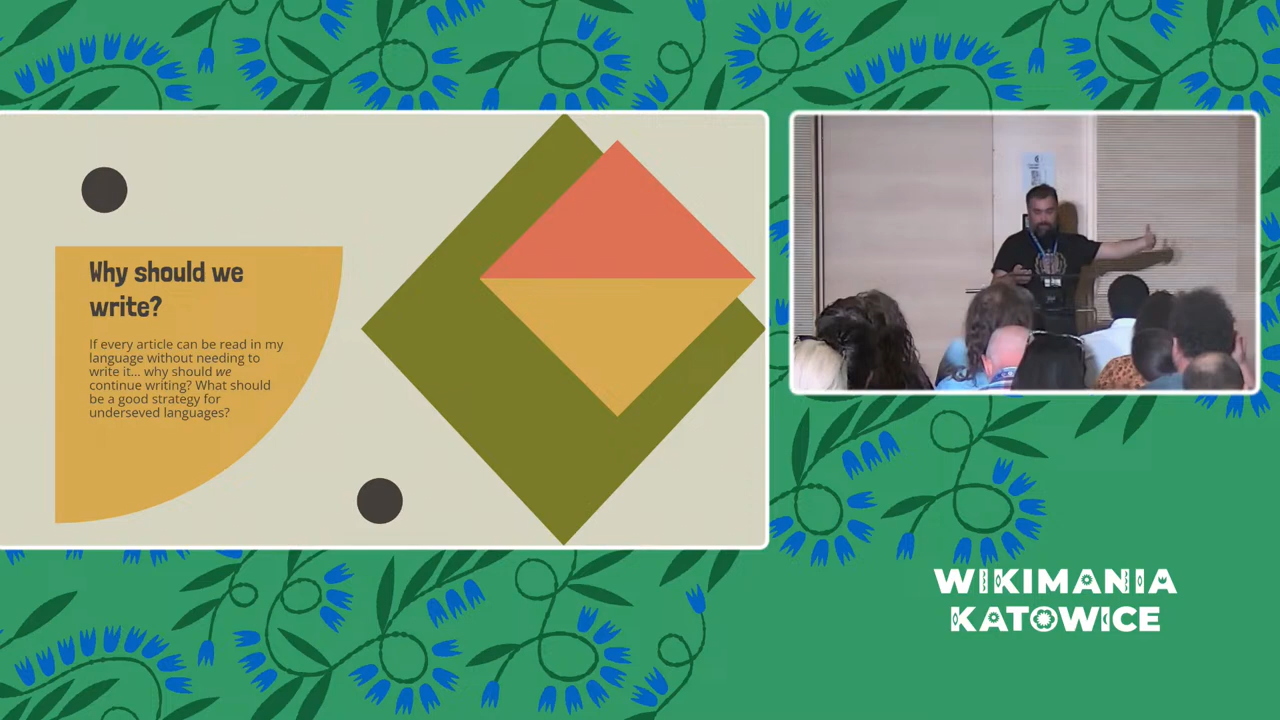 Why should we
write?
If every article can be read in my
language without needing to
write it... why should we
continue writing? What should
be a good strategy for
underseved languages?
WIKIMANIA
KATOWICE